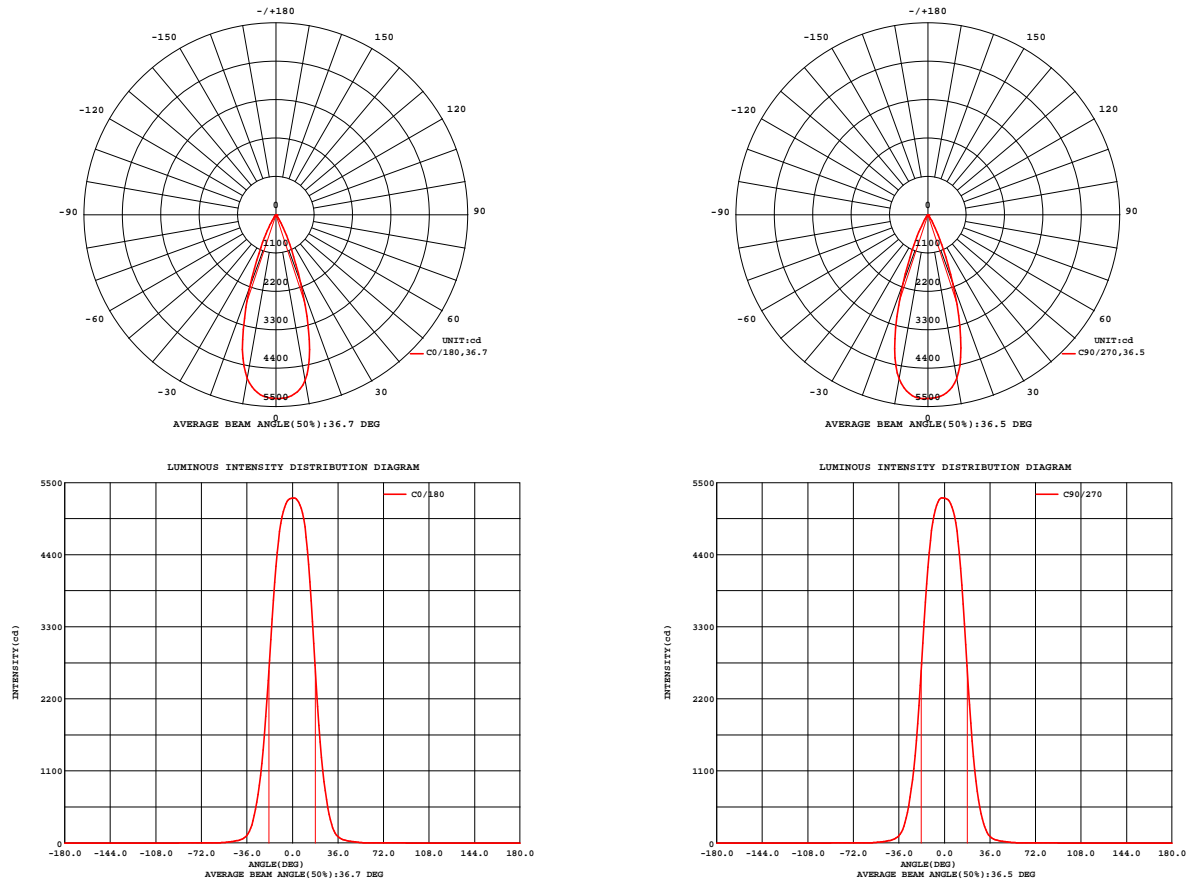 -/+180
-150
150
-120
120
-90
90
0
1100
2200
3300
4400
5500
-60
60
-30
30
0
UNIT:cd
C0/180,36.7
AVERAGE BEAM ANGLE(50%):36.7 DEG
-/+180
-150
150
-120
120
-90
90
0
1100
2200
3300
4400
5500
-60
60
-30
30
0
UNIT:cd
C90/270,36.5
AVERAGE BEAM ANGLE(50%):36.5 DEG
LUMINOUS INTENSITY DISTRIBUTION DIAGRAM
C0/180
INTENSITY(cd)
5500
4400
3300
2200
1100
0
-180.0 -144.0 -108.0 -72.0 -36.0 0.0 36.0 72.0 108.0 144.0 180.0
ANGLE(DEG)
AVERAGE BEAM ANGLE(50%):36.7 DEG
LUMINOUS INTENSITY DISTRIBUTION DIAGRAM
C90/270
INTENSITY(cd)
5500
4400
3300
2200
1100
0
-180.0 -144.0 -108.0 -72.0 -36.0 0.0 36.0 72.0 108.0 144.0 180.0
ANGLE(DEG)
AVERAGE BEAM ANGLE(50%):36.5 DEG